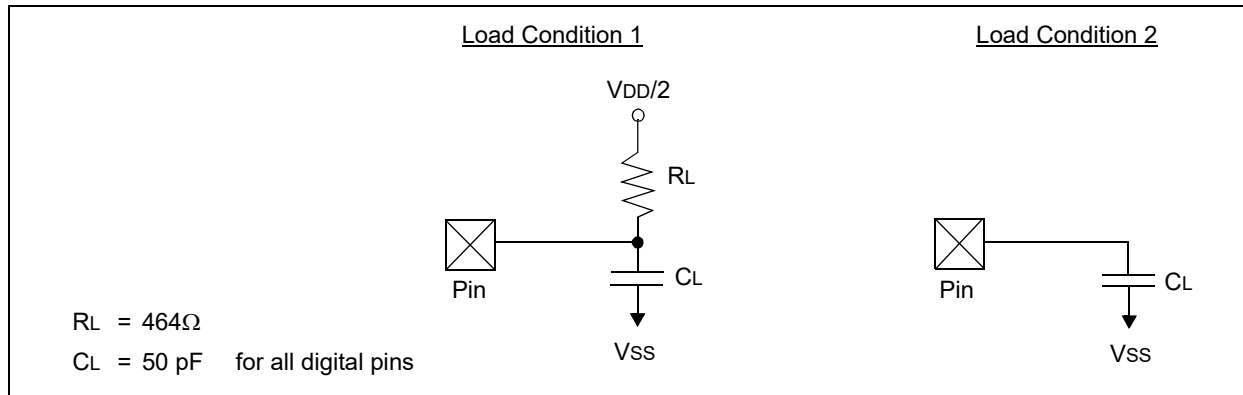 Load Condition 1
Load Condition 2
VDD/2
RL
Pin
CL
VSS
Pin
CL
VSS
RL = 464Ω
CL = 50 pF for all digital pins